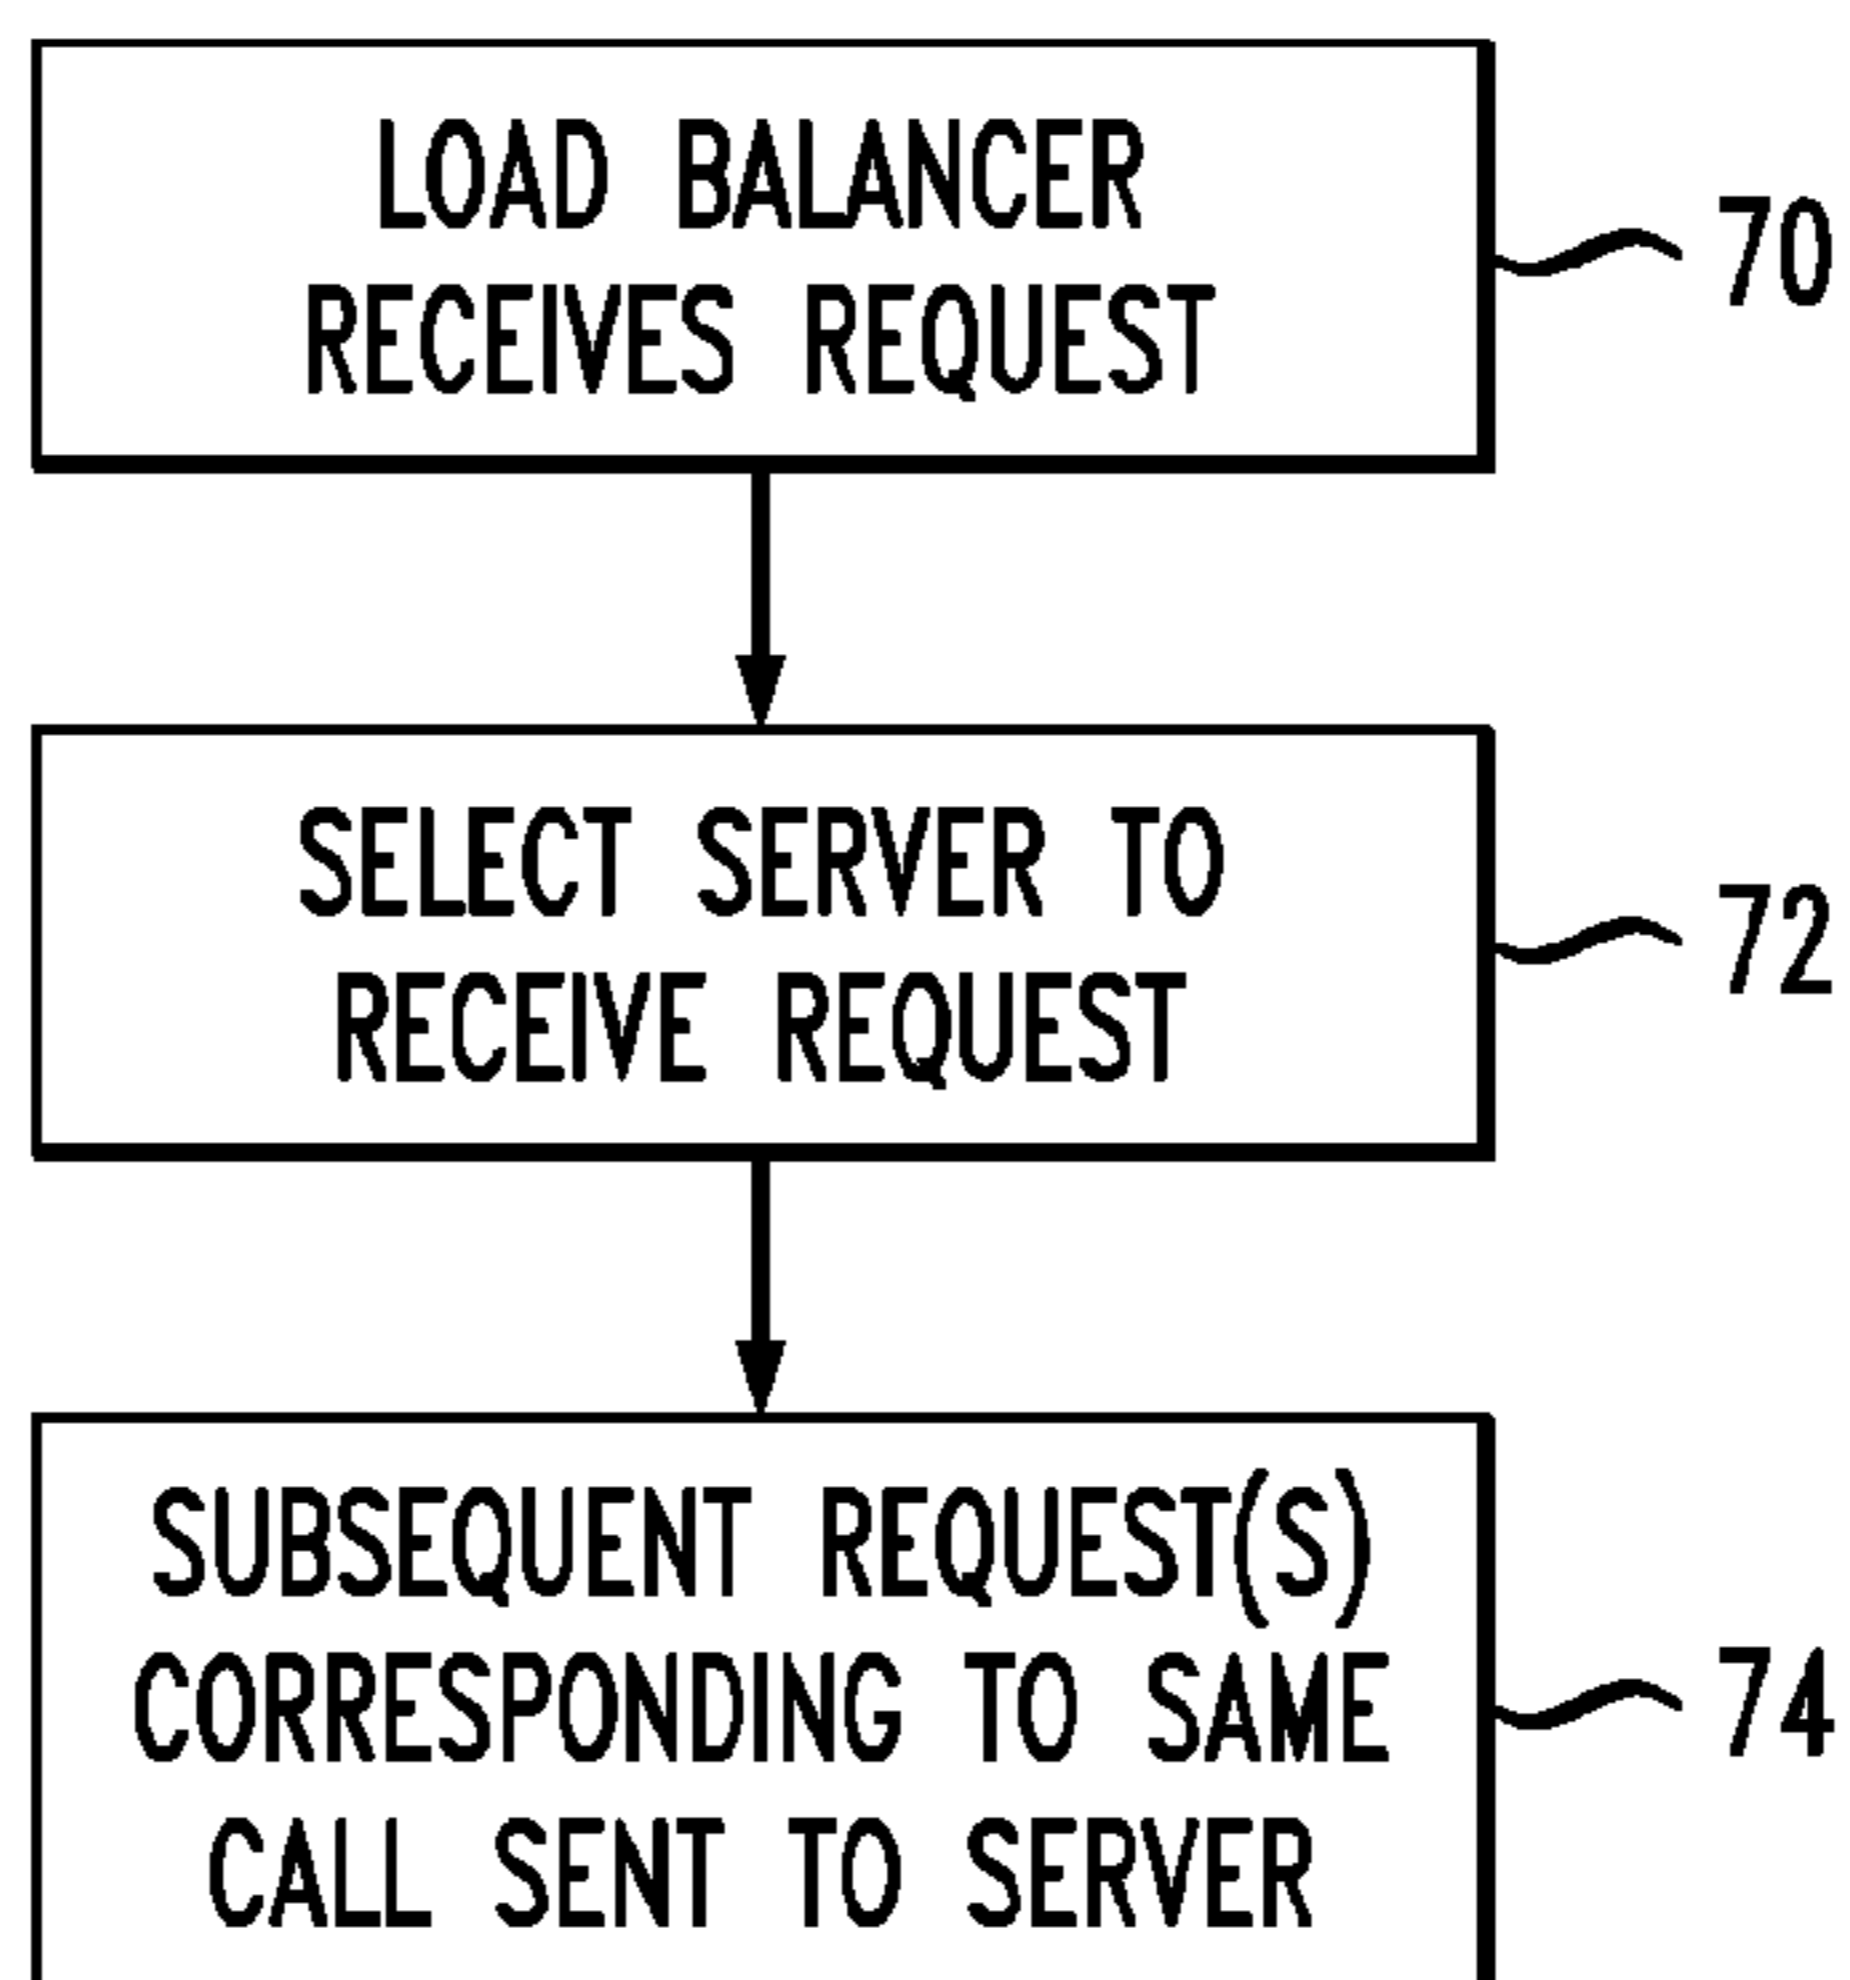 LOAD BALANCER
RECEIVES REQUEST
70
SELECT SERVER TO
RECEIVE REQUEST
72
SUBSEQUENT REQUEST(S)
CORRESPONDING TO SAME
CALL SENT TO SERVER
74